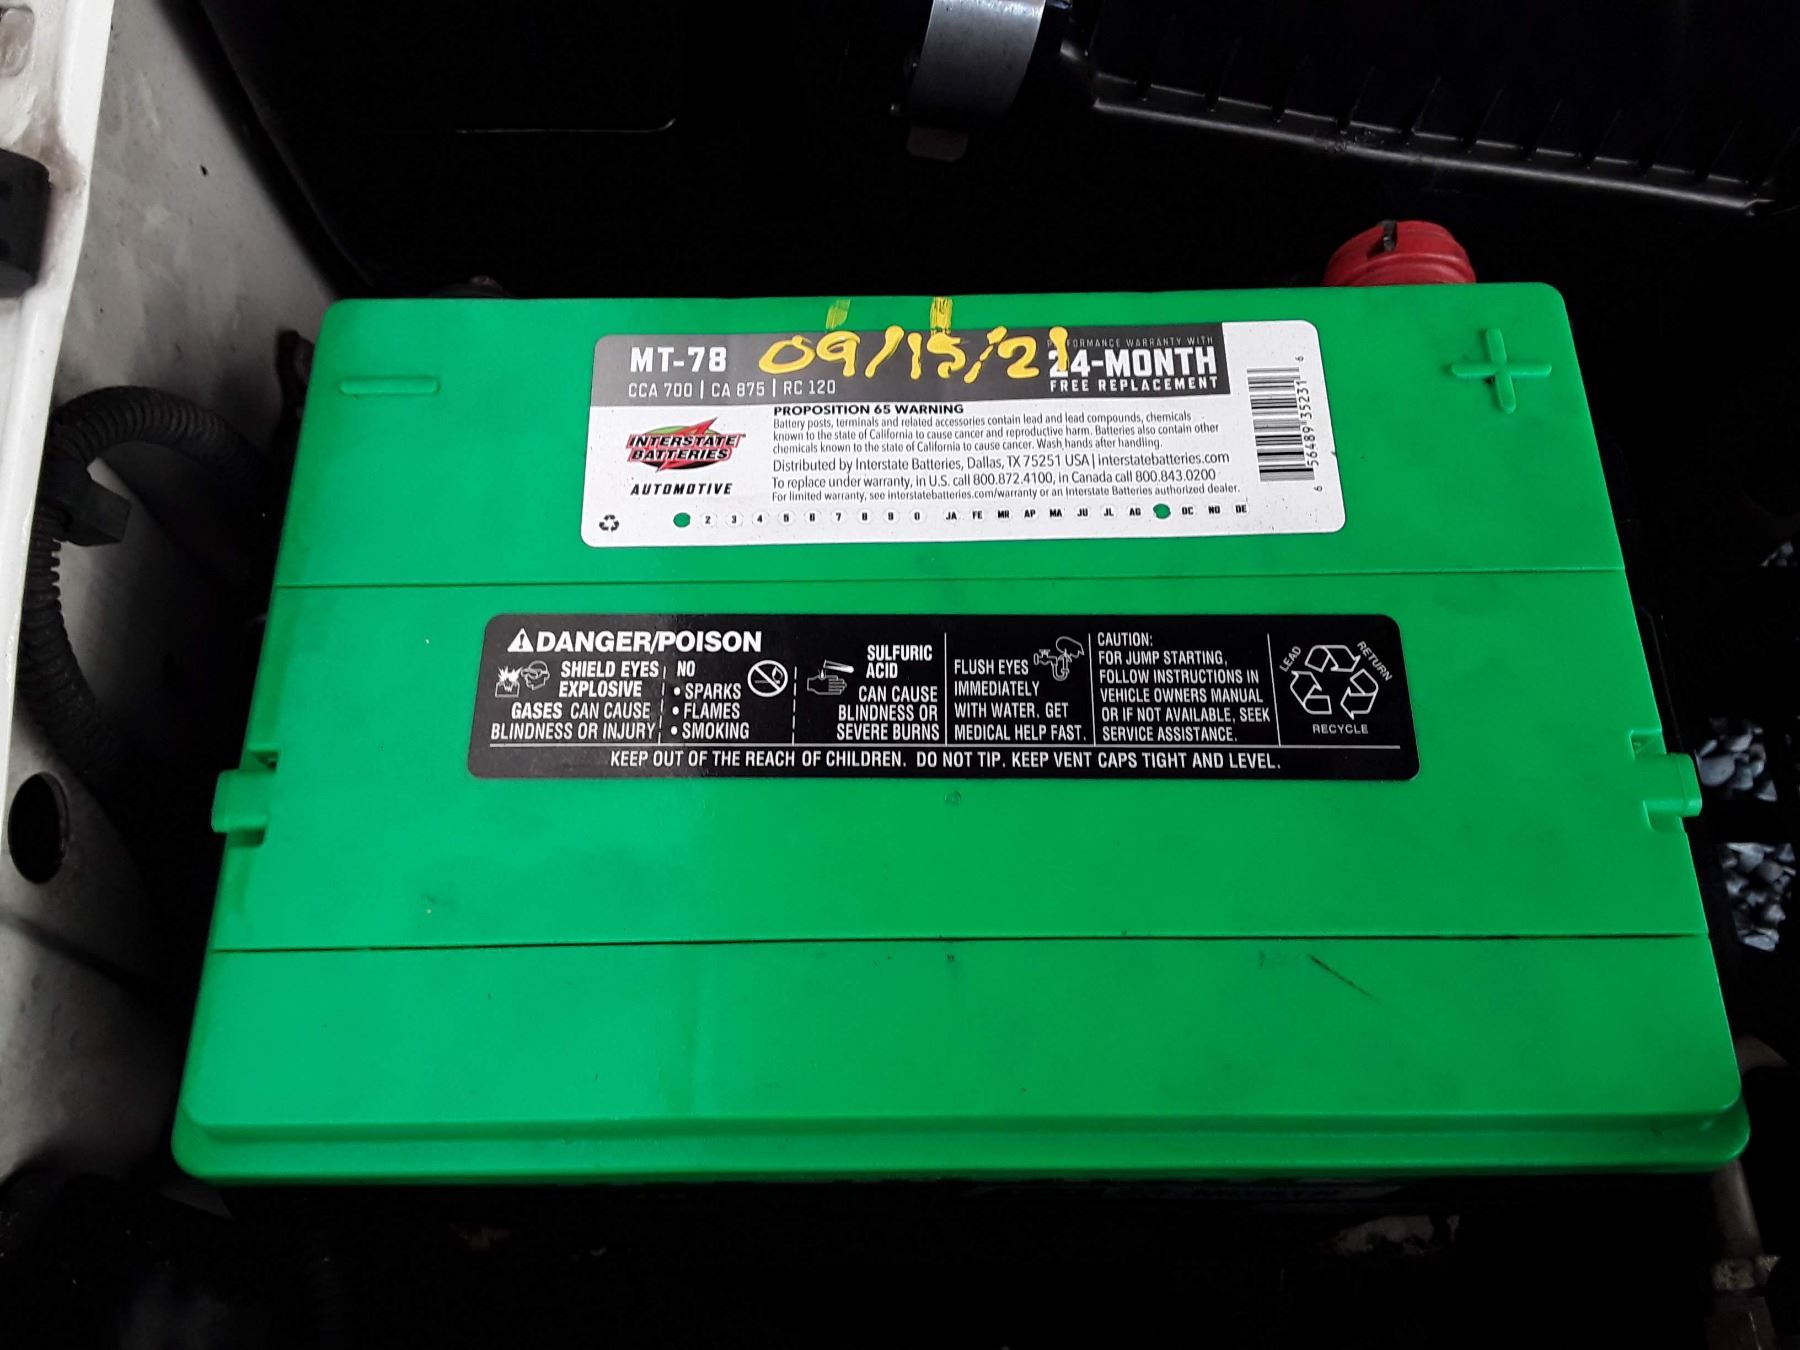 MT-78
CCA 700 | CA 875 | RC 120
09/15/21
PERFORMANCE WARRANTY WITH
24-MONTH
FREE REPLACEMENT
INTERSTATE
BATTERIES
AUTOMOTIVE
PROPOSITION 65 WARNING
Battery posts, terminals and related accessories contain lead and lead compounds, chemicals
known to the state of California to cause cancer and reproductive harm. Batteries also contain other
chemicals known to the state of California to cause cancer. Wash hands after handling.
Distributed by Interstate Batteries, Dallas, TX 75251 USA | interstatebatteries.com
To replace under warranty, in U.S. call 800.872.4100, in Canada call 800.843.0200
For limited warranty, see interstatebatteries.com/warranty or an Interstate Batteries authorized dealer.
6 56489 35231 6
2 3 4 5 6 7 8 9 0 JA FE MR AP MA JU JL AG OC NO DE
DANGER/POISON
SHIELD EYES
EXPLOSIVE
GASES CAN CAUSE
BLINDNESS OR INJURY
NO
• SPARKS
• FLAMES
• SMOKING
SULFURIC
ACID
CAN CAUSE
BLINDNESS OR
SEVERE BURNS
FLUSH EYES
IMMEDIATELY
WITH WATER. GET
MEDICAL HELP FAST.
CAUTION:
FOR JUMP STARTING,
FOLLOW INSTRUCTIONS IN
VEHICLE OWNERS MANUAL
OR IF NOT AVAILABLE, SEEK
SERVICE ASSISTANCE.
LEAD
RETURN
RECYCLE
KEEP OUT OF THE REACH OF CHILDREN. DO NOT TIP. KEEP VENT CAPS TIGHT AND LEVEL.